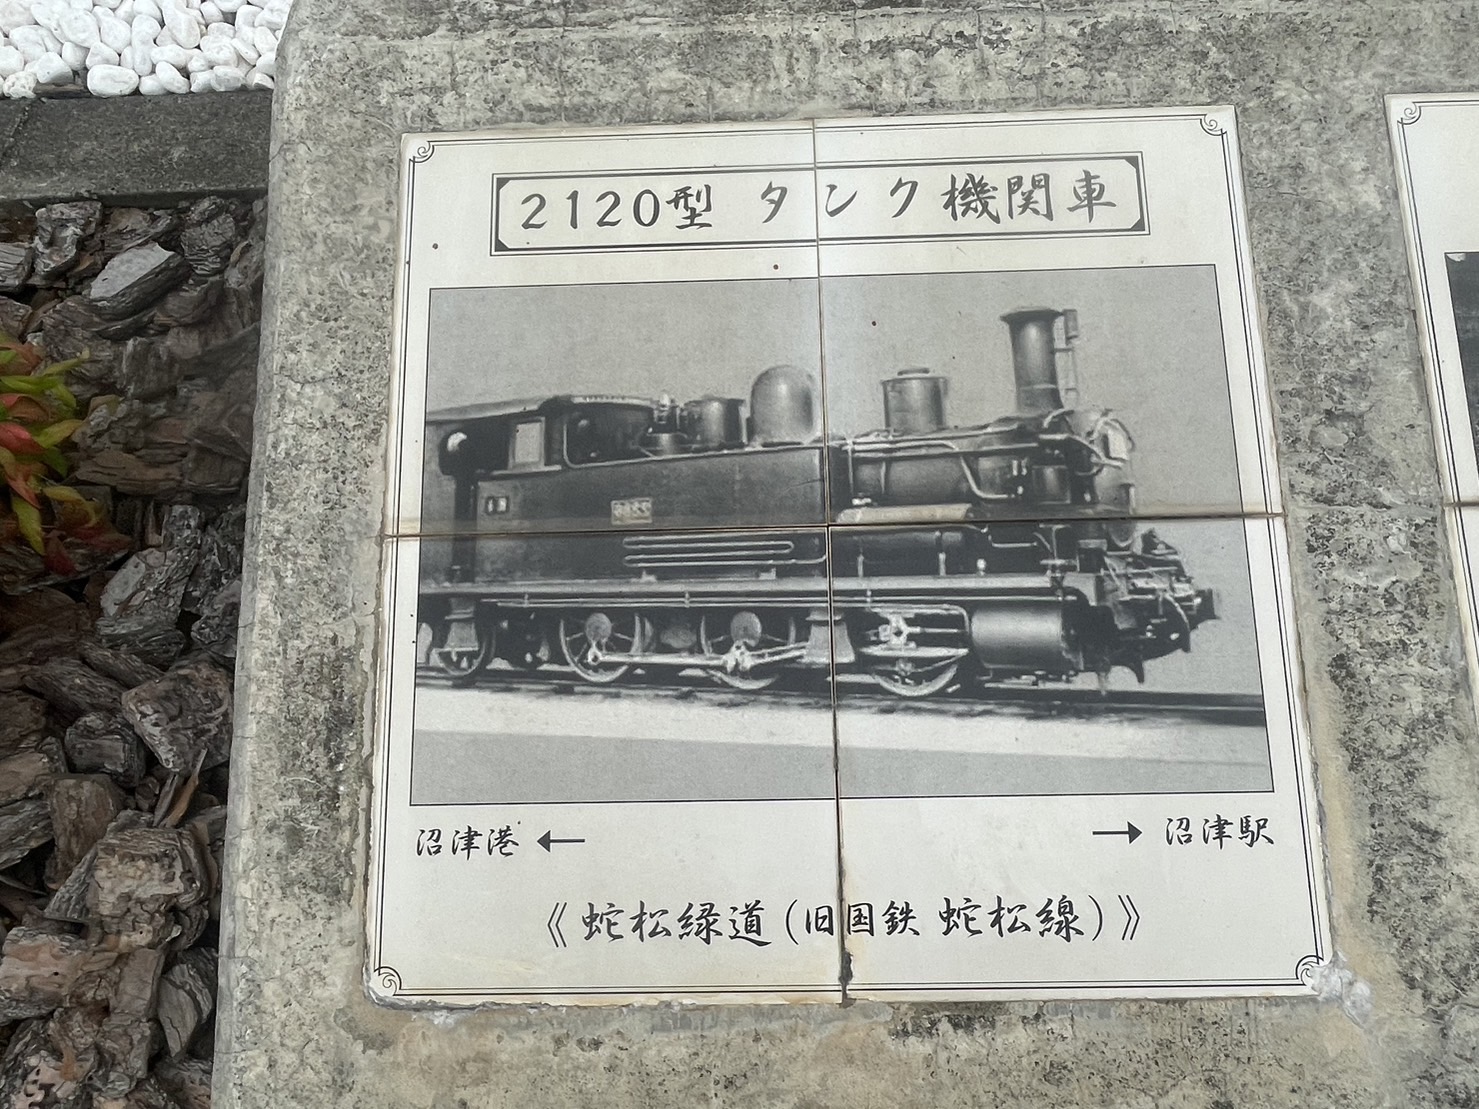 2120型 タンク機関車
沼津港 ← → 沼津駅
《蛇松緑道(旧国鉄 蛇松線)》